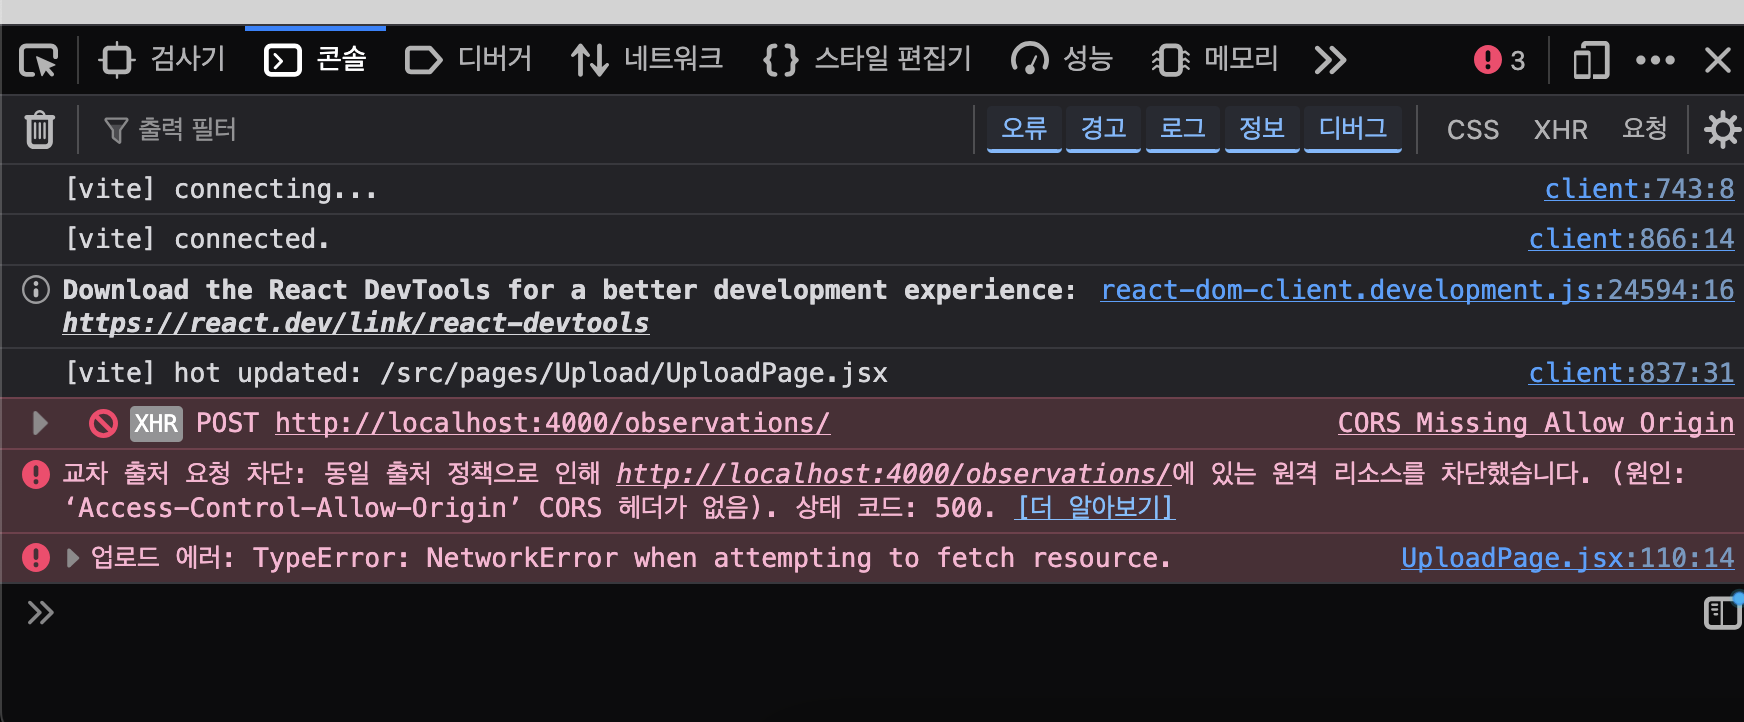 검사기 콘솔 디버거 네트워크 {} 스타일 편집기 성능 메모리 3
출력 필터 오류 경고 로그 정보 디버그 CSS XHR 요청
[vite] connecting... client:743:8
[vite] connected. client:866:14
Download the React DevTools for a better development experience: react-dom-client.development.js:24594:16
https://react.dev/link/react-devtools
[vite] hot updated: /src/pages/Upload/UploadPage.jsx client:837:31
XHR POST http://localhost:4000/observations/ CORS Missing Allow Origin
교차 출처 요청 차단: 동일 출처 정책으로 인해 http://localhost:4000/observations/에 있는 원격 리소스를 차단했습니다. (원인:
‘Access-Control-Allow-Origin’ CORS 헤더가 없음). 상태 코드: 500. [더 알아보기]
업로드 에러: TypeError: NetworkError when attempting to fetch resource. UploadPage.jsx:110:14